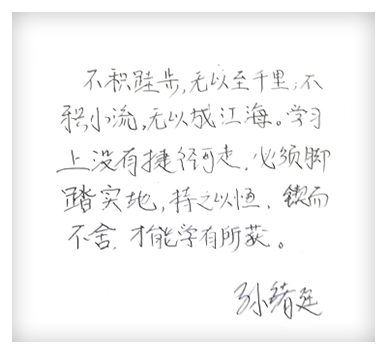 不积跬步,无以至千里;不
积小流,无以成江海。学习
上没有捷径可走,必须脚
踏实地,持之以恒,锲而
不舍,才能学有所获。
孙绪廷